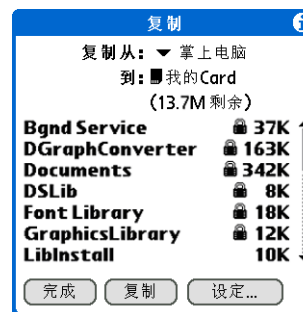 复制
复制从: 掌上电脑
到: 我的Card
(13.7M 剩余)
Bgnd Service 37K
DGraphConverter 163K
Documents 342K
DSLib 8K
Font Library 18K
GraphicsLibrary 12K
LibInstall 10K
完成 复制 设定...